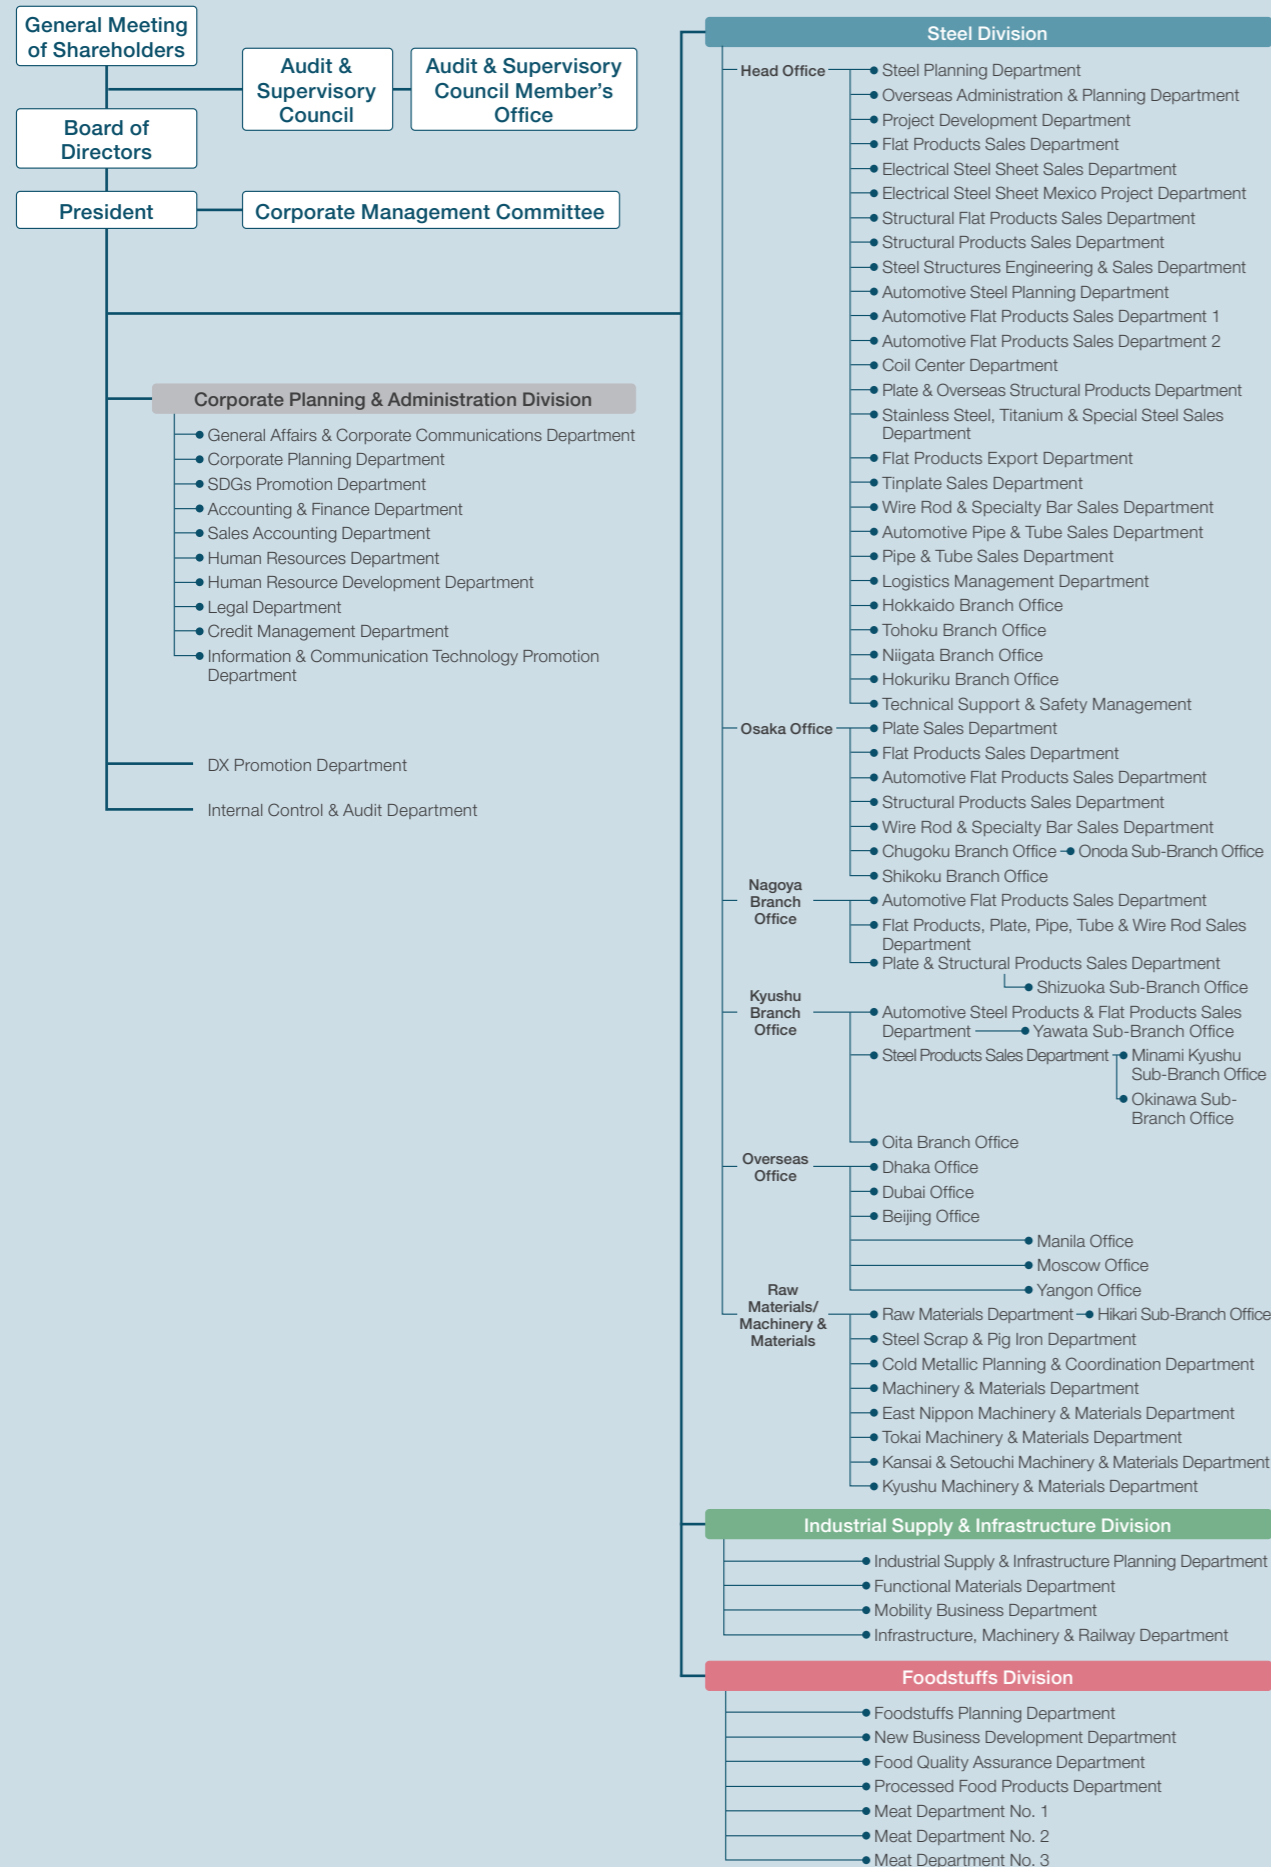 General Meeting
of Shareholders
Audit &
Supervisory
Council
Audit & Supervisory
Council Member's
Office
Board of
Directors
President
Corporate Management Committee
Corporate Planning & Administration Division
General Affairs & Corporate Communications Department
Corporate Planning Department
SDGs Promotion Department
Accounting & Finance Department
Sales Accounting Department
Human Resources Department
Human Resource Development Department
Legal Department
Credit Management Department
Information & Communication Technology Promotion
Department
DX Promotion Department
Internal Control & Audit Department
Steel Division
Head Office
Steel Planning Department
Overseas Administration & Planning Department
Project Development Department
Flat Products Sales Department
Electrical Steel Sheet Sales Department
Electrical Steel Sheet Mexico Project Department
Structural Flat Products Sales Department
Structural Products Sales Department
Steel Structures Engineering & Sales Department
Automotive Steel Planning Department
Automotive Flat Products Sales Department 1
Automotive Flat Products Sales Department 2
Coil Center Department
Plate & Overseas Structural Products Department
Stainless Steel, Titanium & Special Steel Sales
Department
Flat Products Export Department
Tinplate Sales Department
Wire Rod & Specialty Bar Sales Department
Automotive Pipe & Tube Sales Department
Pipe & Tube Sales Department
Logistics Management Department
Hokkaido Branch Office
Tohoku Branch Office
Niigata Branch Office
Hokuriku Branch Office
Technical Support & Safety Management
Osaka Office
Plate Sales Department
Flat Products Sales Department
Automotive Flat Products Sales Department
Structural Products Sales Department
Wire Rod & Specialty Bar Sales Department
Chugoku Branch Office
Onoda Sub-Branch Office
Shikoku Branch Office
Nagoya
Branch
Office
Automotive Flat Products Sales Department
Flat Products, Plate, Pipe, Tube & Wire Rod Sales
Department
Plate & Structural Products Sales Department
Shizuoka Sub-Branch Office
Kyushu
Branch
Office
Automotive Steel Products & Flat Products Sales
Department
Yawata Sub-Branch Office
Steel Products Sales Department
Minami Kyushu
Sub-Branch Office
Okinawa Sub-
Branch Office
Oita Branch Office
Overseas
Office
Dhaka Office
Dubai Office
Beijing Office
Manila Office
Moscow Office
Yangon Office
Raw
Materials/
Machinery &
Materials
Raw Materials Department
Hikari Sub-Branch Office
Steel Scrap & Pig Iron Department
Cold Metallic Planning & Coordination Department
Machinery & Materials Department
East Nippon Machinery & Materials Department
Tokai Machinery & Materials Department
Kansai & Setouchi Machinery & Materials Department
Kyushu Machinery & Materials Department
Industrial Supply & Infrastructure Division
Industrial Supply & Infrastructure Planning Department
Functional Materials Department
Mobility Business Department
Infrastructure, Machinery & Railway Department
Foodstuffs Division
Foodstuffs Planning Department
New Business Development Department
Food Quality Assurance Department
Processed Food Products Department
Meat Department No. 1
Meat Department No. 2
Meat Department No. 3